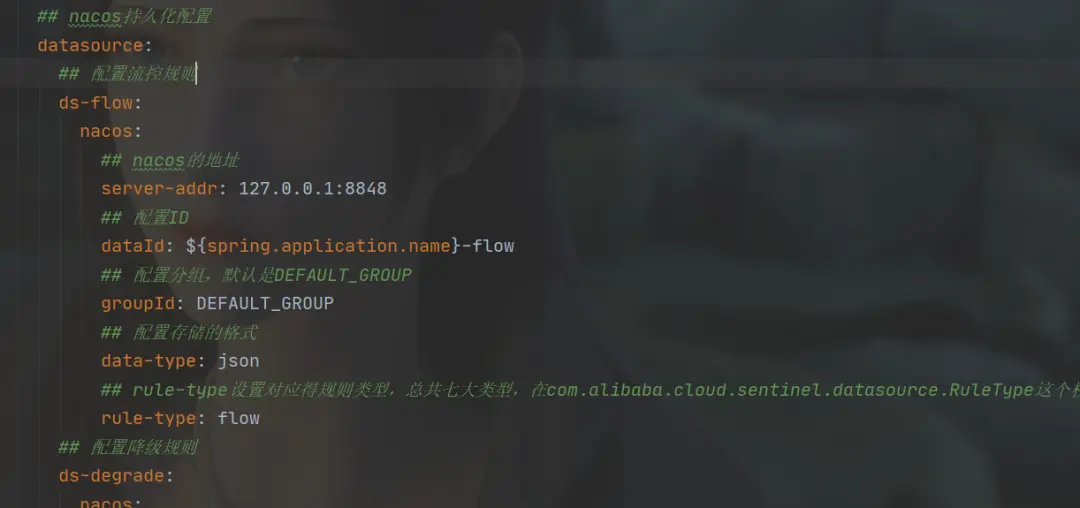 ## nacos持久化配置
datasource:
## 配置流控规则
ds-flow:
nacos:
## nacos的地址
server-addr: 127.0.0.1:8848
## 配置ID
dataId: ${spring.application.name}-flow
## 配置分组，默认是DEFAULT_GROUP
groupId: DEFAULT_GROUP
## 配置存储的格式
data-type: json
## rule-type设置对应得规则类型，总共七大类型，在com.alibaba.cloud.sentinel.datasource.RuleType这个
rule-type: flow
## 配置降级规则
ds-degrade:
nacos: